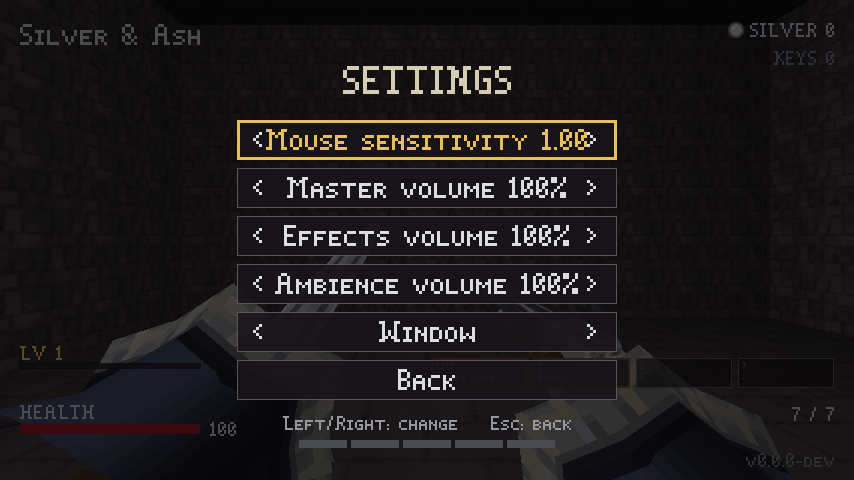 Silver & Ash
SILVER 0
KEYS 0
SETTINGS
< Mouse sensitivity 1.00 >
< Master volume 100% >
< Effects volume 100% >
< Ambience volume 100% >
< Window >
Back
LV 1
3
HEALTH
100
7 / 7
Left/Right: change Esc: back
v0.0.0-dev